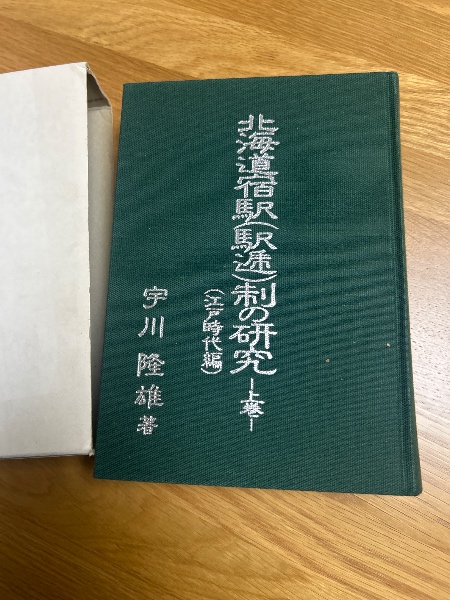 北海道宿駅(駅逓)制の研究
―上巻―
(江戸時代編)
宇川隆雄著